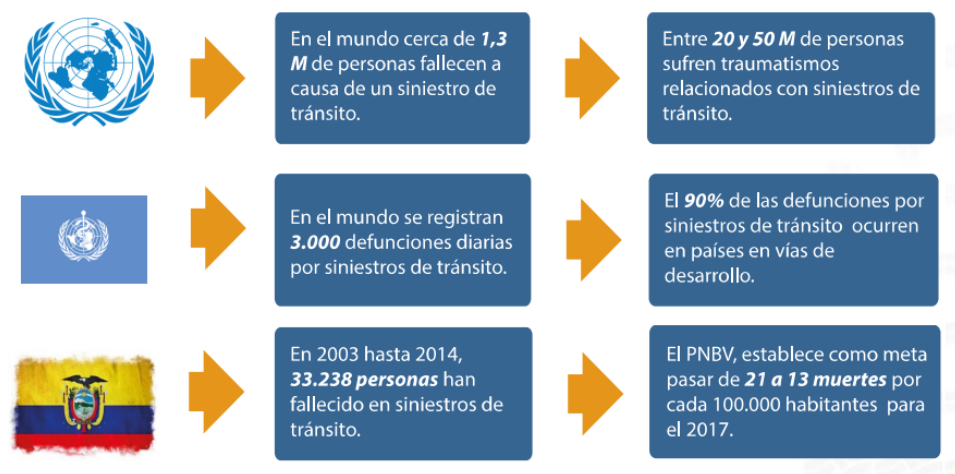 En el mundo cerca de 1,3
M de personas fallecen a
causa de un siniestro de
tránsito.
Entre 20 y 50 M de personas
sufren traumatismos
relacionados con siniestros de
tránsito.
En el mundo se registran
3.000 defunciones diarias
por siniestros de tránsito.
El 90% de las defunciones por
siniestros de tránsito ocurren
en países en vías de
desarrollo.
En 2003 hasta 2014,
33.238 personas han
fallecido en siniestros de
tránsito.
El PNBV, establece como meta
pasar de 21 a 13 muertes por
cada 100.000 habitantes para
el 2017.